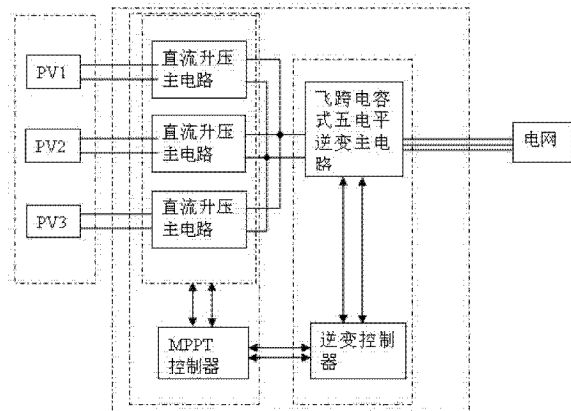 PV1
直流升压
主电路
PV2
直流升压
主电路
PV3
直流升压
主电路
飞跨电容
式五电平
逆变主电
路
电网
MPPT
控制器
逆变控制
器